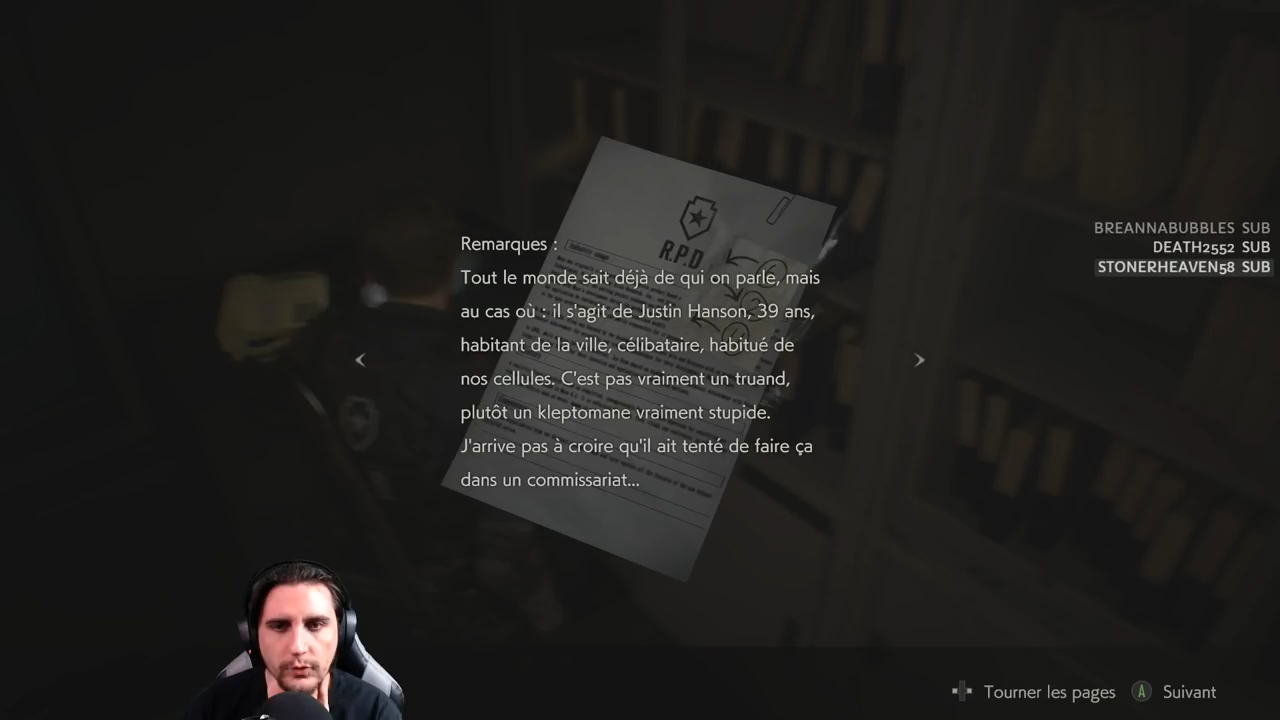 BREANNABUBBLES SUB
DEATH2552 SUB
STONERHEAVEN58 SUB
R.P.D
Remarques :
Tout le monde sait déjà de qui on parle, mais
au cas où : il s'agit de Justin Hanson, 39 ans,
habitant de la ville, célibataire, habitué de
nos cellules. C'est pas vraiment un truand,
plutôt un kleptomane vraiment stupide.
J'arrive pas à croire qu'il ait tenté de faire ça
dans un commissariat...
Tourner les pages
A
Suivant